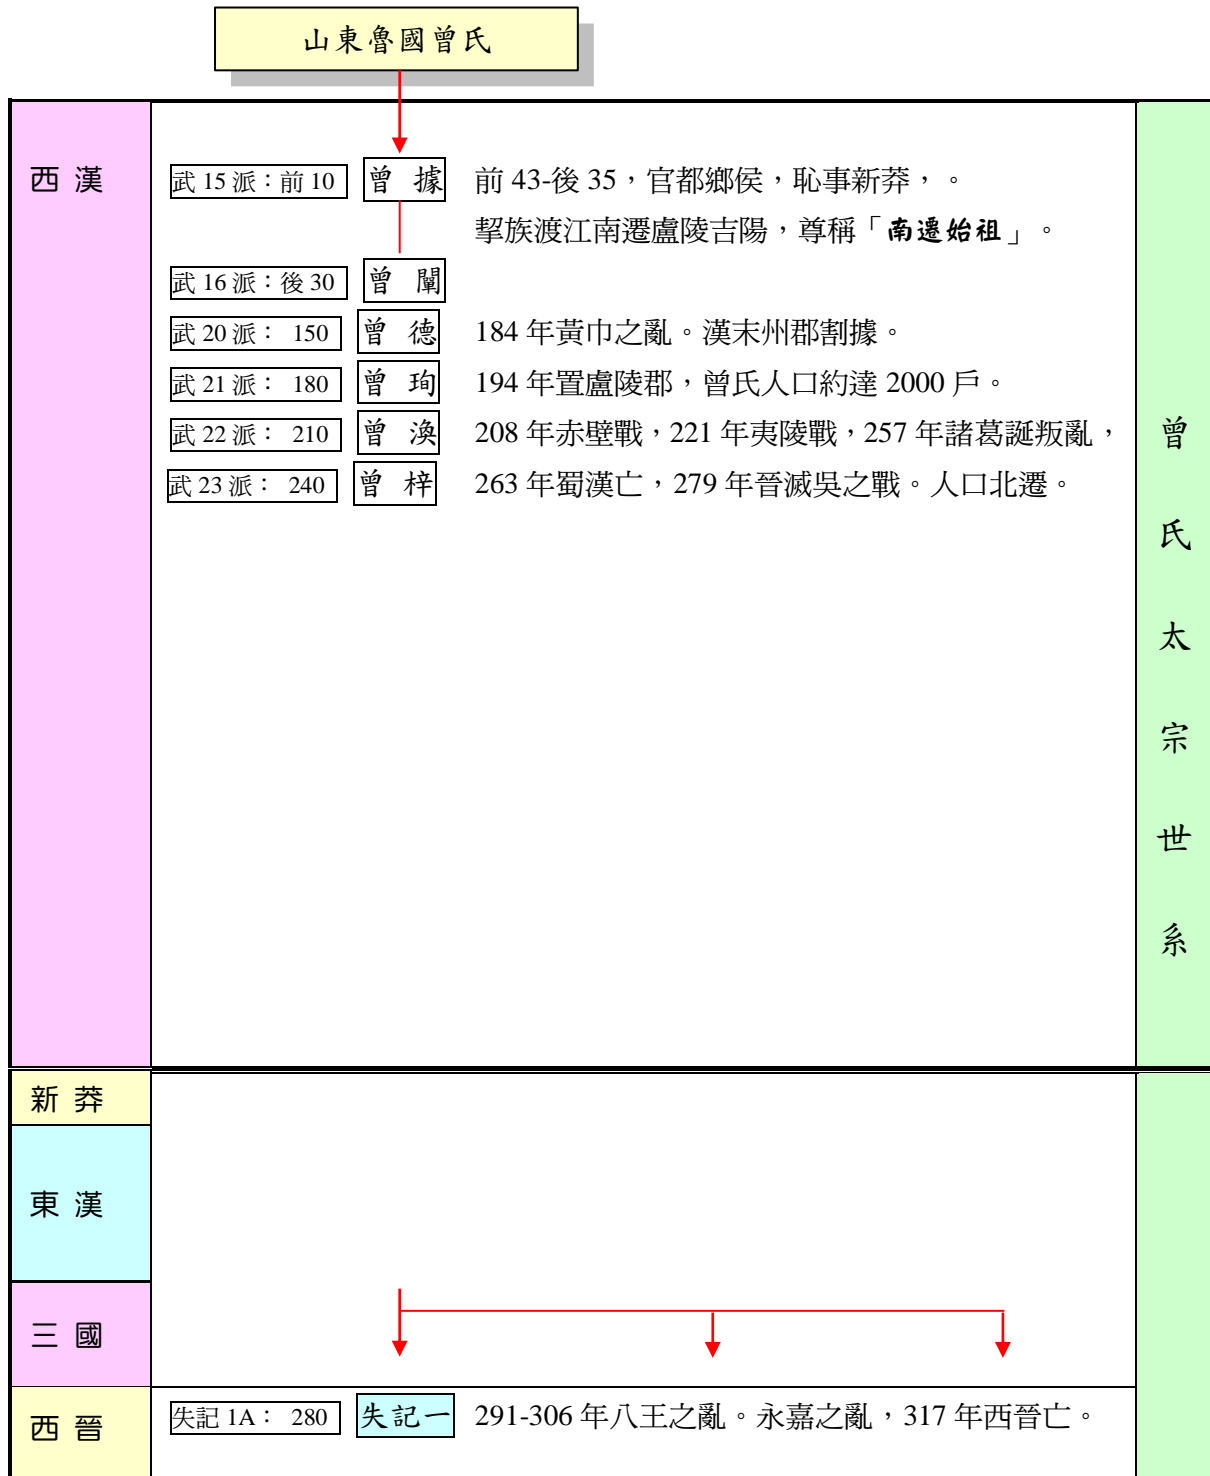 山東魯國曾氏
西漢
武 15 派：前 10 曾 據 前 43-後 35，官都鄉侯，恥事新莽，。
挈族渡江南遷盧陵吉陽，尊稱「南遷始祖」。
武 16 派：後 30 曾 闡
武 20 派： 150 曾 德 184 年黃巾之亂。漢末州郡割據。
武 21 派： 180 曾 珣 194 年置盧陵郡，曾氏人口約達 2000 戶。
武 22 派： 210 曾 渙 208 年赤壁戰，221 年夷陵戰，257 年諸葛誕叛亂，
武 23 派： 240 曾 梓 263 年蜀漢亡，279 年晉滅吳之戰。人口北遷。
曾氏太宗世系
新莽
東漢
三國
西晉
失記 1A： 280 失記一 291-306 年八王之亂。永嘉之亂，317 年西晉亡。